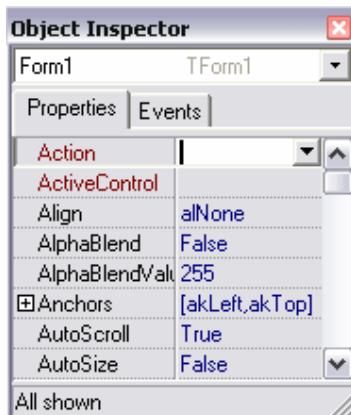 Object Inspector
Form1 TForm1
Properties Events
Action
ActiveControl
Align alNone
AlphaBlend False
AlphaBlendValu 255
Anchors [akLeft,akTop]
AutoScroll True
AutoSize False
All shown